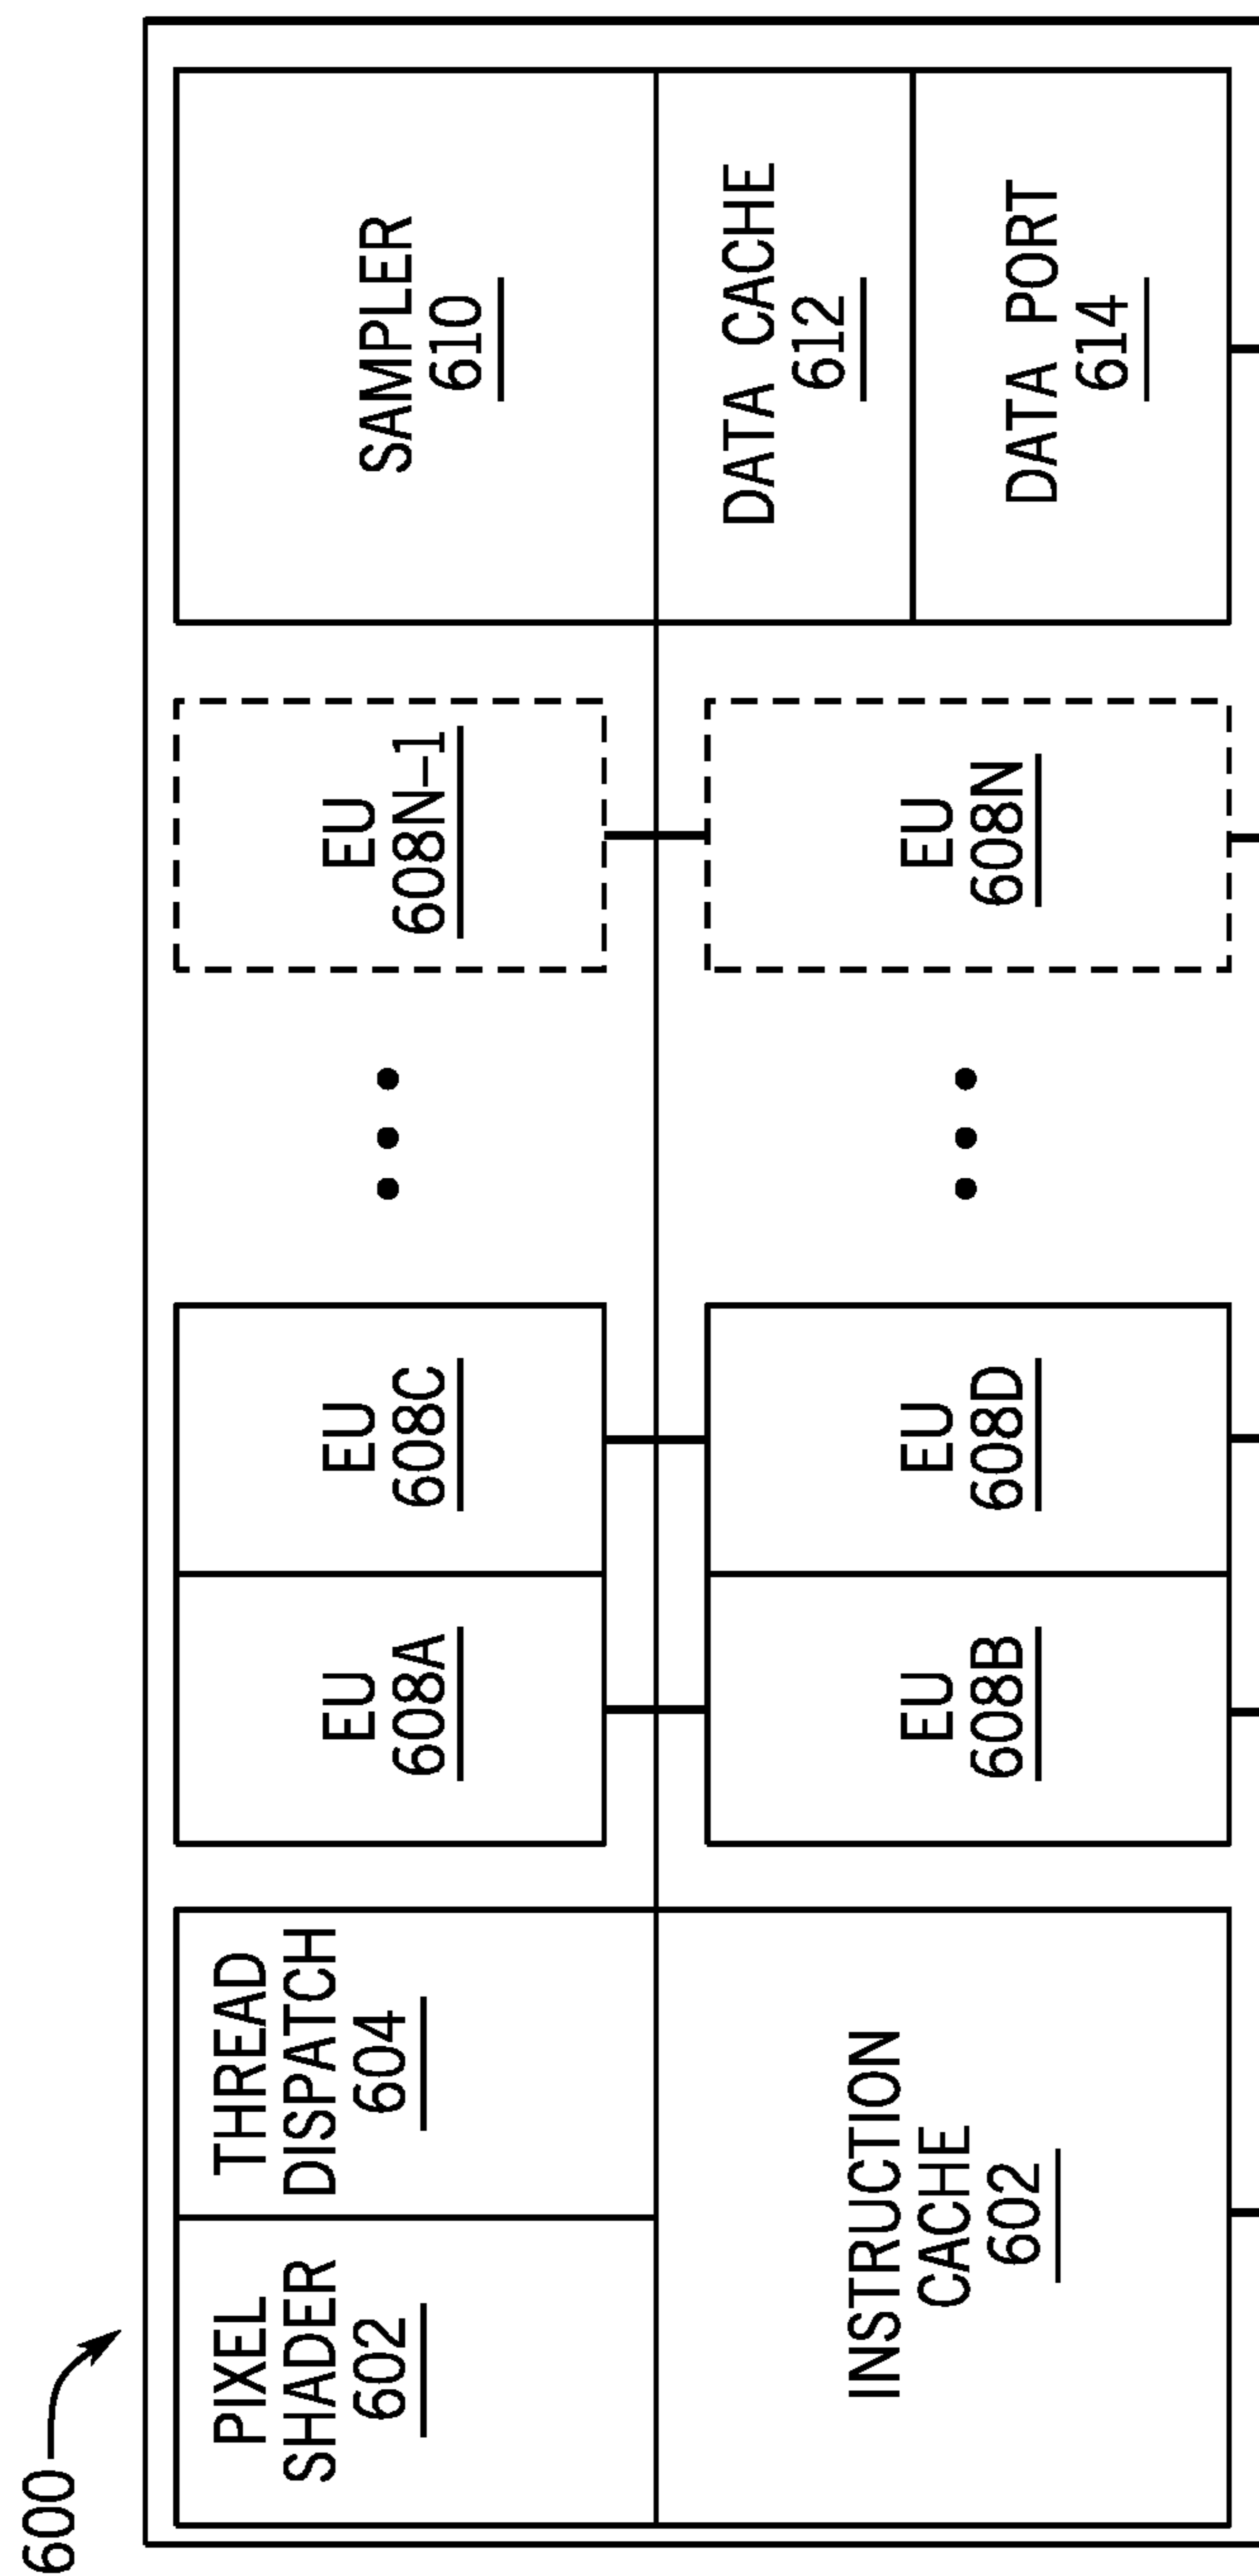 600
PIXEL
SHADER
602
THREAD
DISPATCH
604
INSTRUCTION
CACHE
602
EU
608A
EU
608C
EU
608B
EU
608D
EU
608N-1
EU
608N
SAMPLER
610
DATA CACHE
612
DATA PORT
614